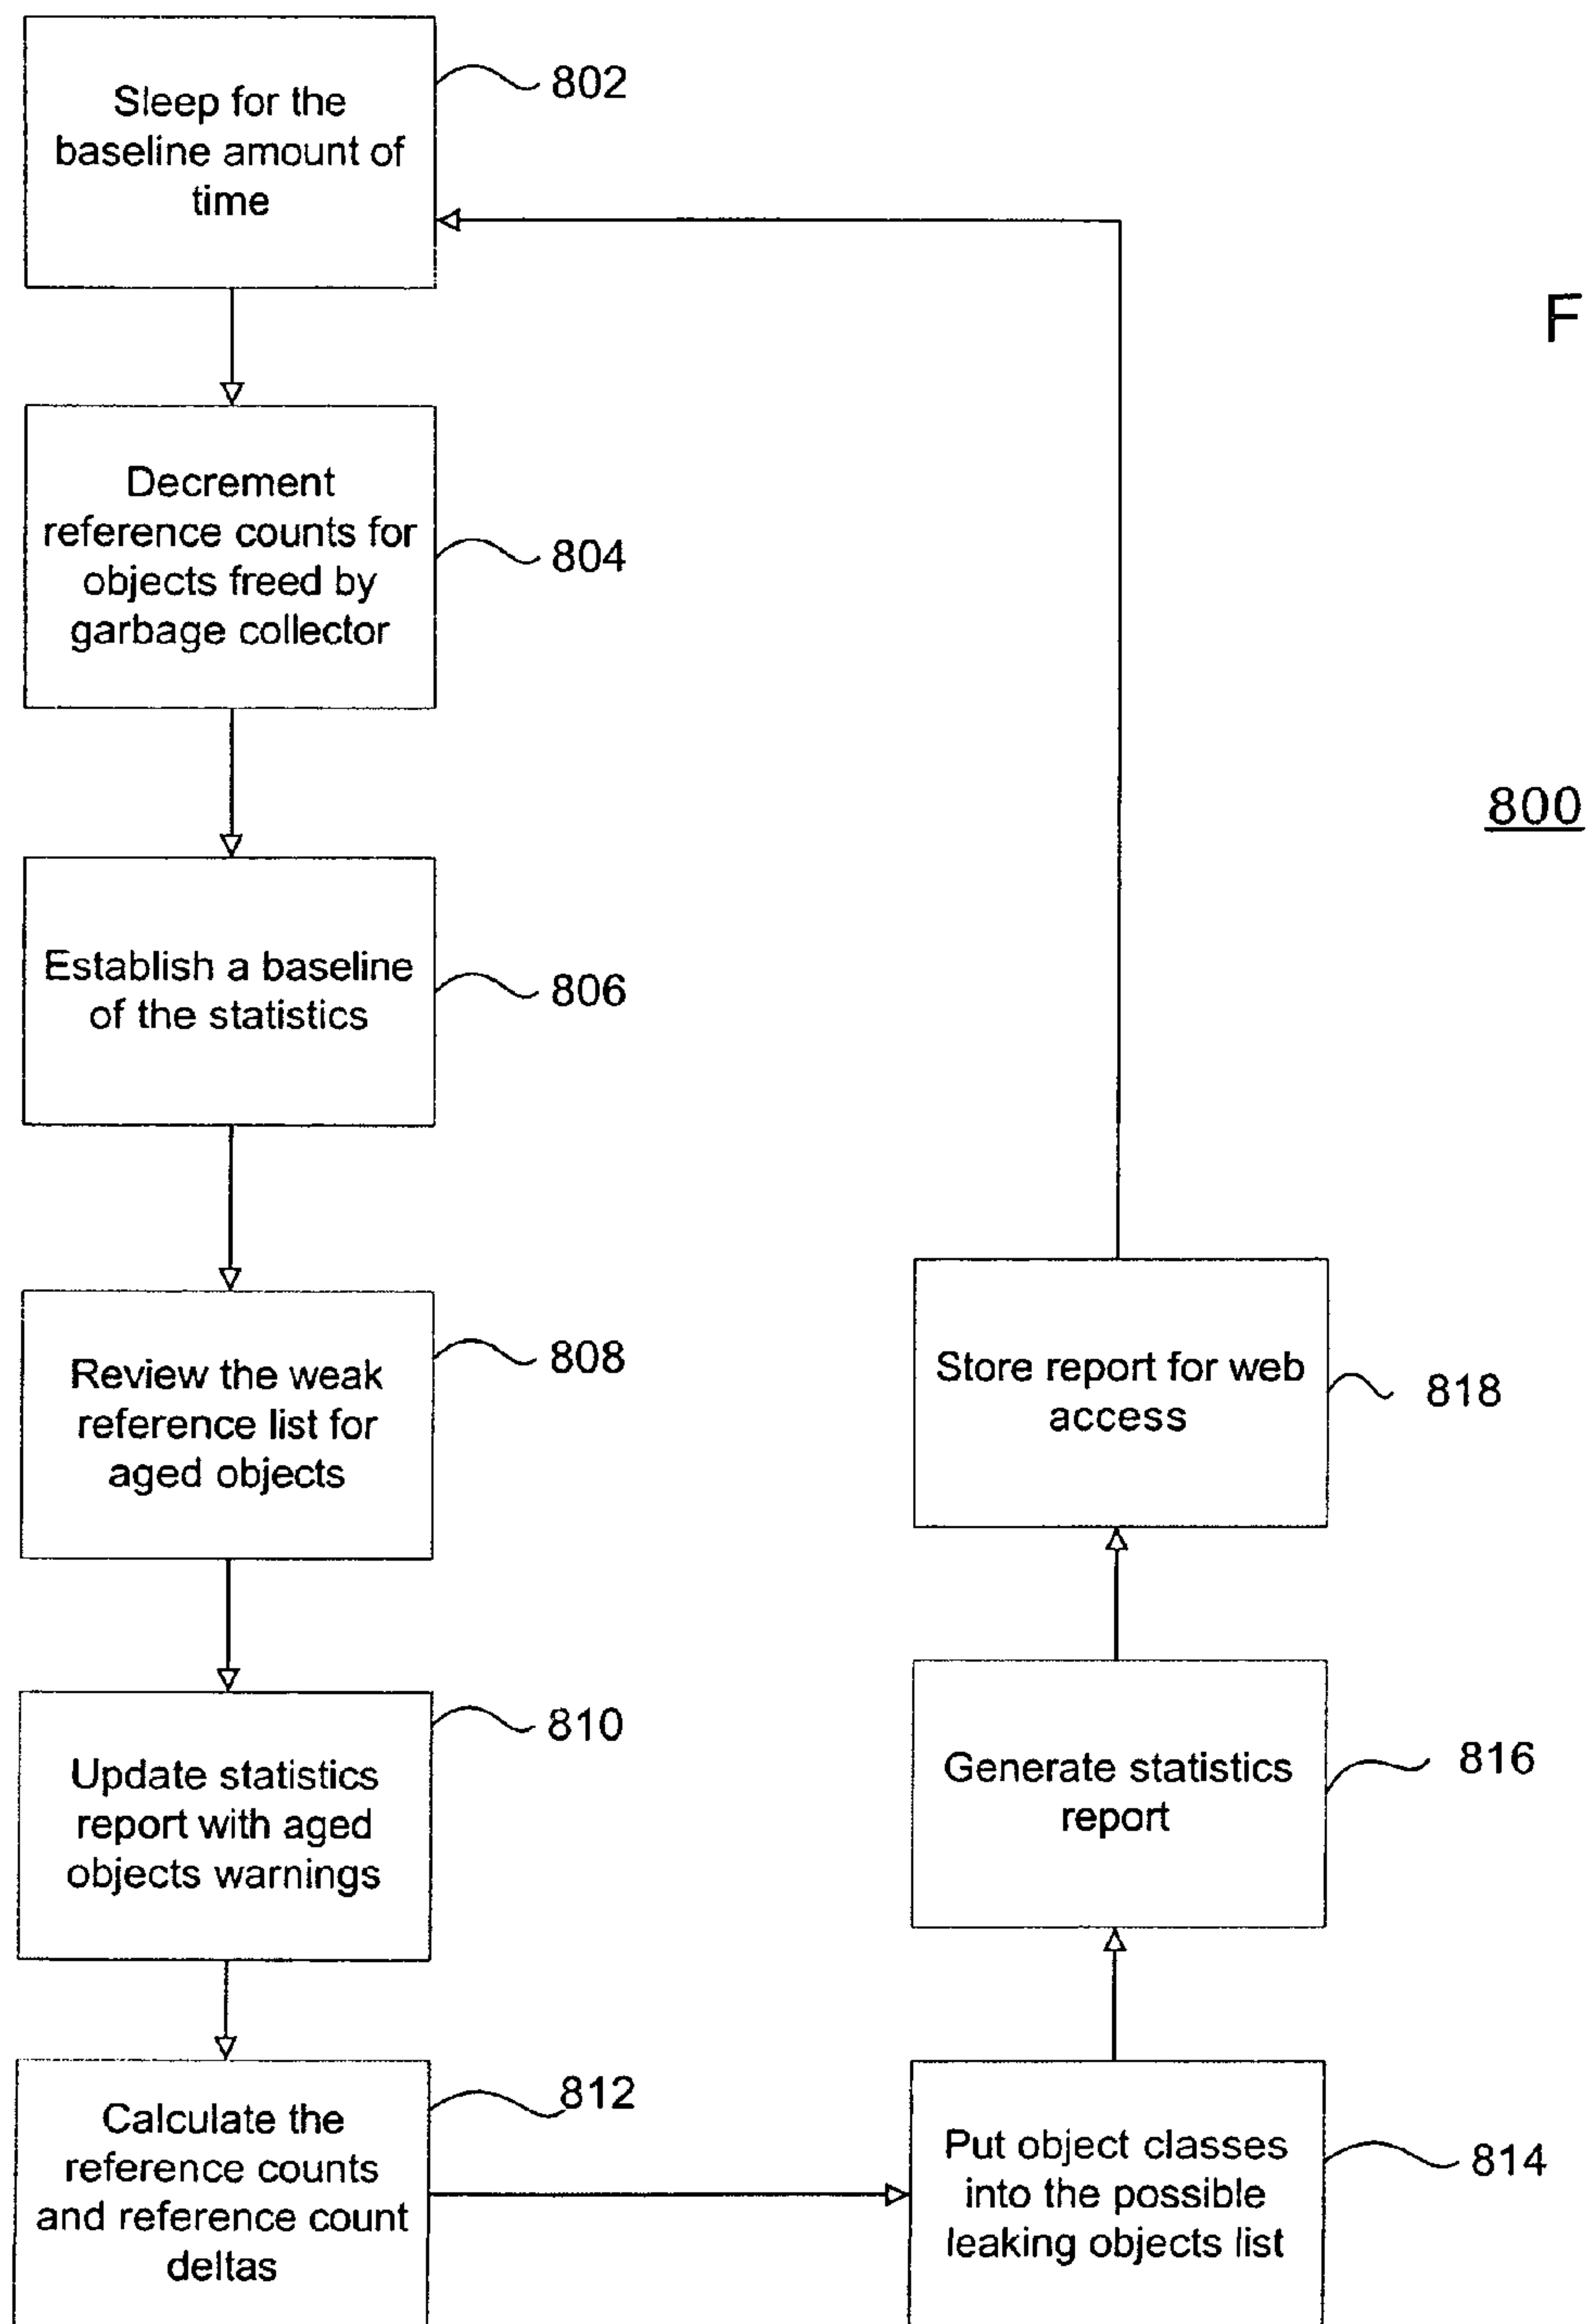 Sleep for the
baseline amount of
time
802
F
Decrement
reference counts for
objects freed by
garbage collector
804
800
Establish a baseline
of the statistics
806
Review the weak
reference list for
aged objects
808
Update statistics
report with aged
objects warnings
810
Calculate the
reference counts
and reference count
deltas
812
Put object classes
into the possible
leaking objects list
814
Generate statistics
report
816
Store report for web
access
818